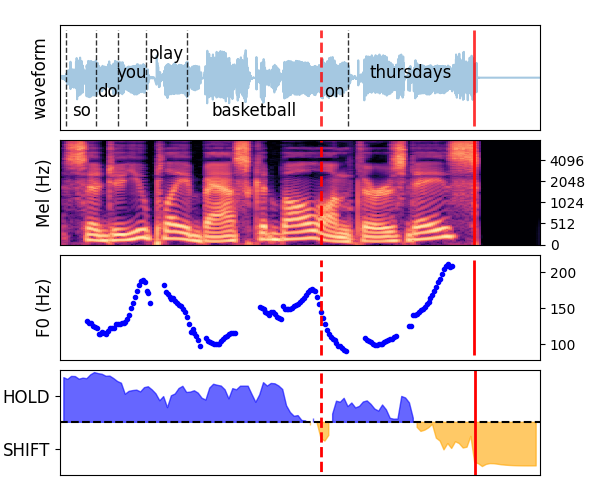 waveform
so
do
you
play
basketball
on
thursdays
Mel (Hz)
4096
2048
1024
512
0
F0 (Hz)
200
150
100
HOLD
SHIFT